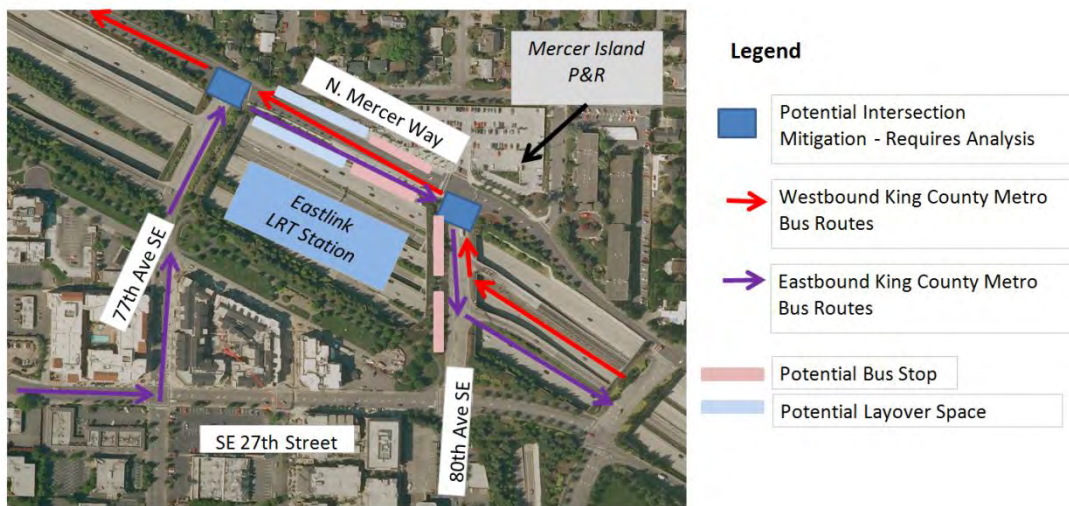 Mercer Island
P&R
N. Mercer Way
Eastlink
LRT Station
77th Ave SE
SE 27th Street
80th Ave SE
Legend
Potential Intersection
Mitigation - Requires Analysis
Westbound King County Metro
Bus Routes
Eastbound King County Metro
Bus Routes
Potential Bus Stop
Potential Layover Space